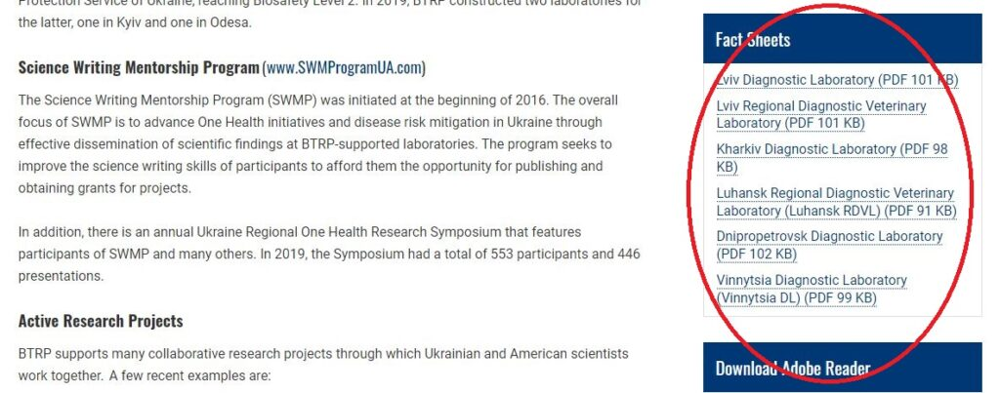 Protection Service of Ukraine, reaching Biosafety Level 2. In 2019, BTRP constructed two laboratories for
the latter, one in Kyiv and one in Odesa.
Science Writing Mentorship Program (www.SWMProgramUA.com)
The Science Writing Mentorship Program (SWMP) was initiated at the beginning of 2016. The overall
focus of SWMP is to advance One Health initiatives and disease risk mitigation in Ukraine through
effective dissemination of scientific findings at BTRP-supported laboratories. The program seeks to
improve the science writing skills of participants to afford them the opportunity for publishing and
obtaining grants for projects.
In addition, there is an annual Ukraine Regional One Health Research Symposium that features
participants of SWMP and many others. In 2019, the Symposium had a total of 553 participants and 446
presentations.
Active Research Projects
BTRP supports many collaborative research projects through which Ukrainian and American scientists
work together. A few recent examples are:
Fact Sheets
Lviv Diagnostic Laboratory (PDF 101 KB)
Lviv Regional Diagnostic Veterinary
Laboratory (PDF 101 KB)
Kharkiv Diagnostic Laboratory (PDF 98
KB)
Luhansk Regional Diagnostic Veterinary
Laboratory (Luhansk RDVL) (PDF 91 KB)
Dnipropetrovsk Diagnostic Laboratory
(PDF 102 KB)
Vinnytsia Diagnostic Laboratory
(Vinnytsia DL) (PDF 99 KB)
Download Adobe Reader